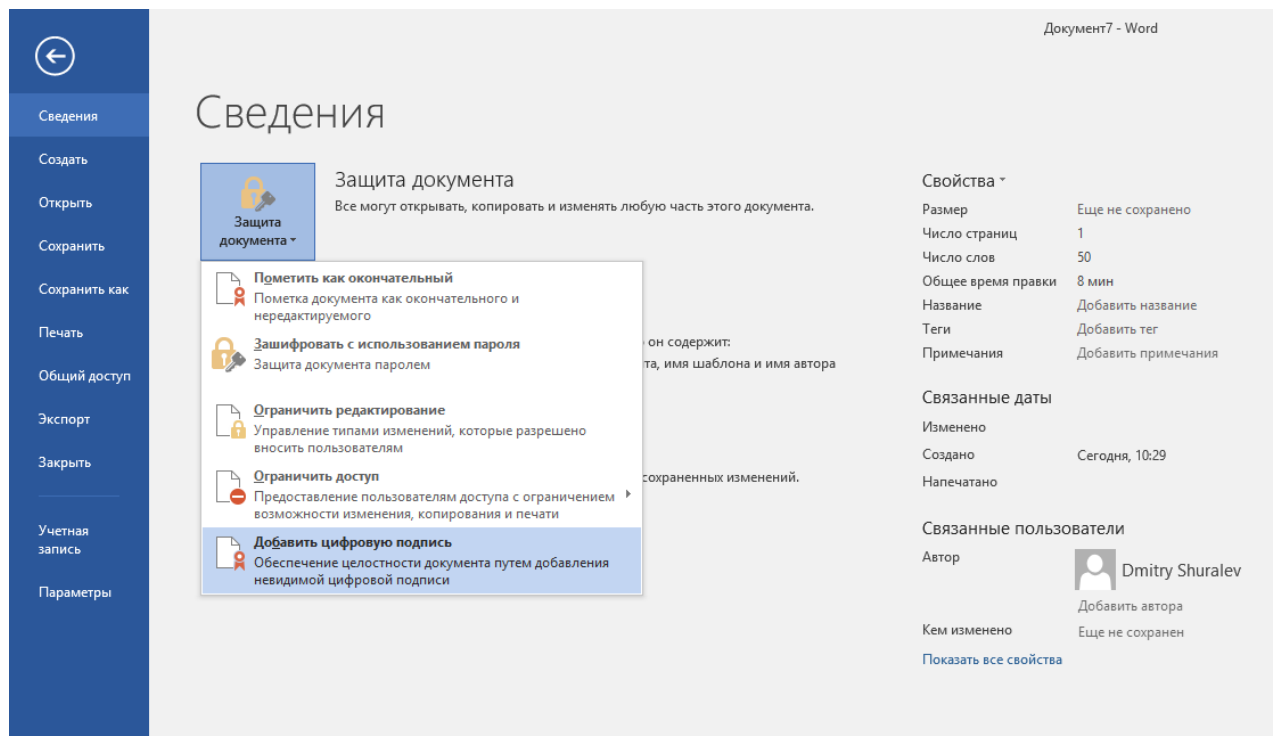 Документ7 - Word
Сведения
Создать
Открыть
Сохранить
Сохранить как
Печать
Общий доступ
Экспорт
Закрыть
Учетная
запись
Параметры
Сведения
Защита
документа
Защита документа
Все могут открывать, копировать и изменять любую часть этого документа.
Пометить как окончательный
Пометка документа как окончательного и
нередактируемого
Зашифровать с использованием пароля
Защита документа паролем
Ограничить редактирование
Управление типами изменений, которые разрешено
вносить пользователям
Ограничить доступ
Предоставление пользователям доступа с ограничением
возможности изменения, копирования и печати
Добавить цифровую подпись
Обеспечение целостности документа путем добавления
невидимой цифровой подписи
он содержит:
та, имя шаблона и имя автора
сохраненных изменений.
Свойства
Размер Еще не сохранено
Число страниц 1
Число слов 50
Общее время правки 8 мин
Название Добавить название
Теги Добавить тег
Примечания Добавить примечания
Связанные даты
Изменено
Создано Сегодня, 10:29
Напечатано
Связанные пользователи
Автор Dmitry Shuralev
Добавить автора
Кем изменено Еще не сохранен
Показать все свойства